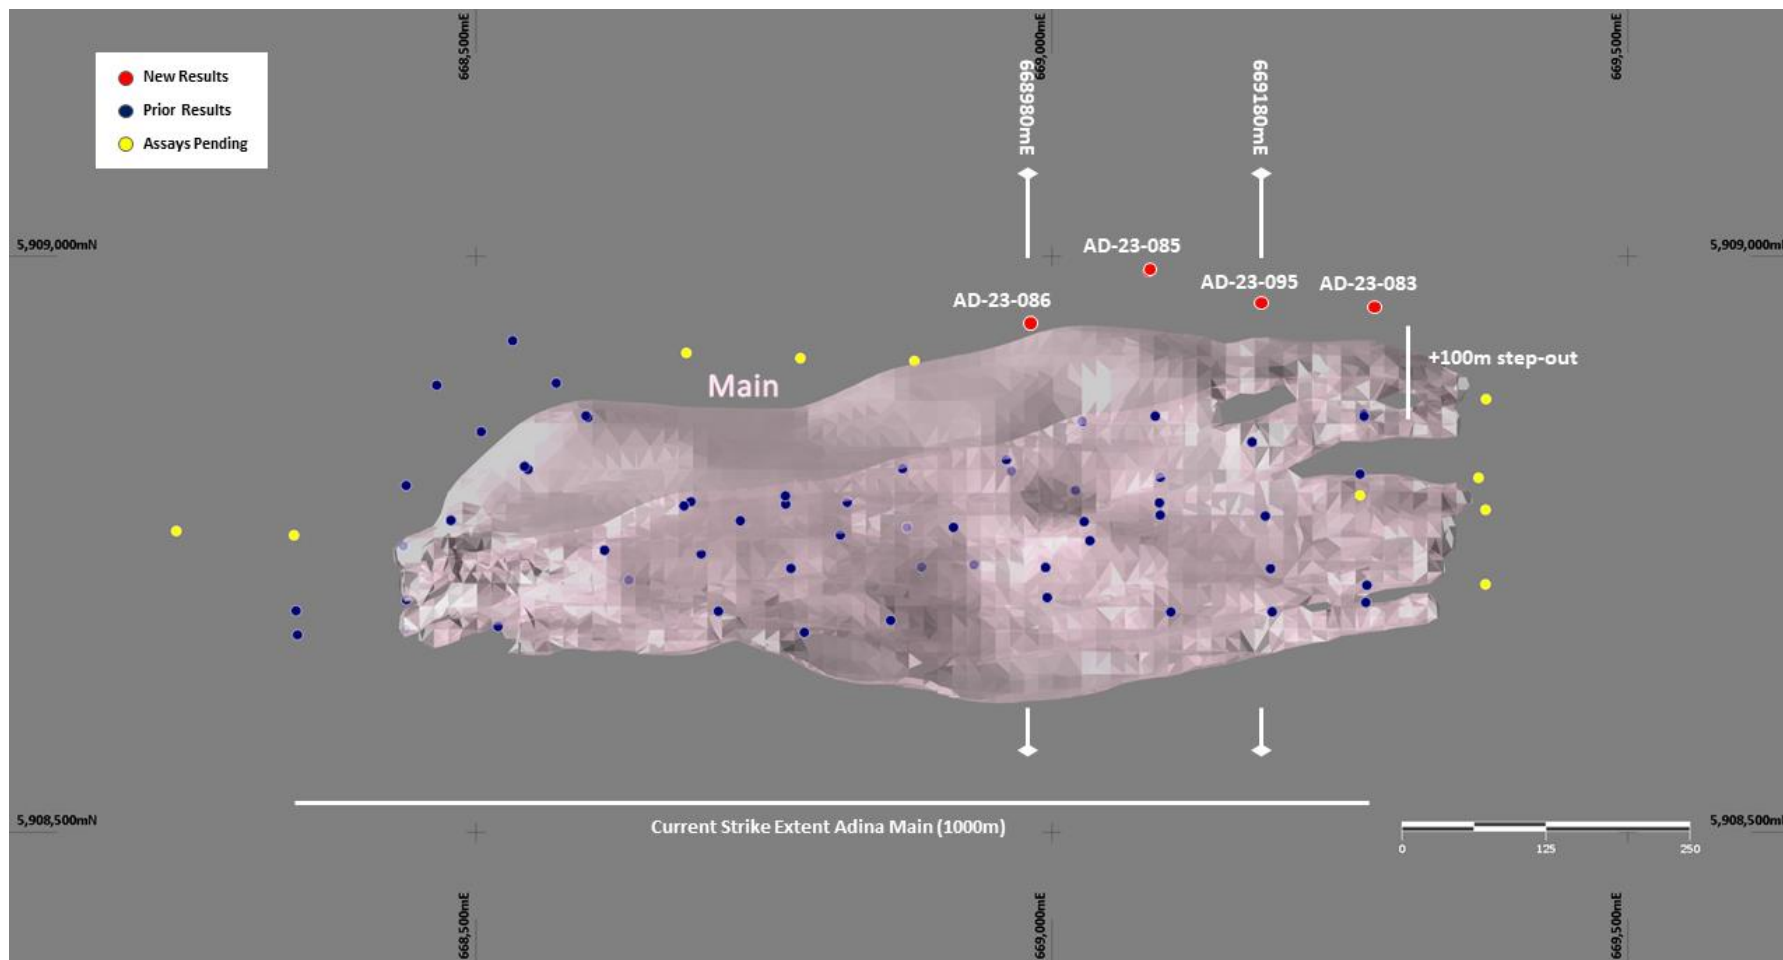 668,500mE
669,000mE
669,500mE
New Results
Prior Results
Assays Pending
668980mE
669180mE
5,909,000mN
5,909,000m
AD-23-085
AD-23-095
AD-23-083
AD-23-086
+100m step-out
Main
5,908,500mN
5,908,500m
Current Strike Extent Adina Main (1000m)
0
125
250
668,500mE
669,000mE
669,500mE